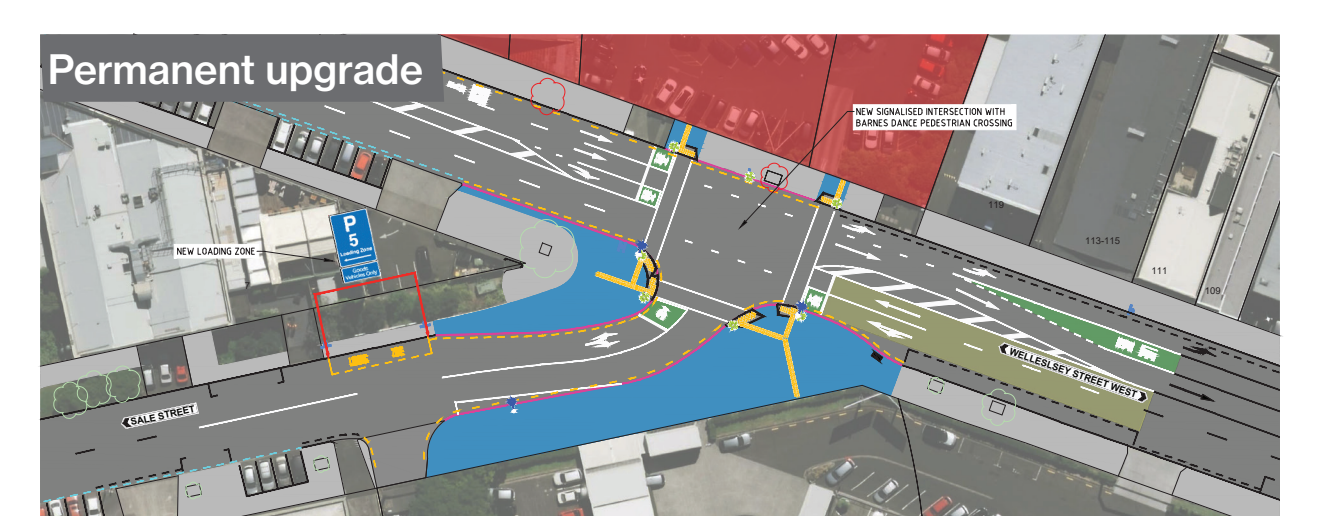 Permanent upgrade
NEW SIGNALISED INTERSECTION WITH
BARNES DANCE PEDESTRIAN CROSSING
119
113-115
111
109
NEW LOADING ZONE
P
5
Loading Zone
Goods
Vehicles Only
WELLESLSEY STREET WEST
SALE STREET